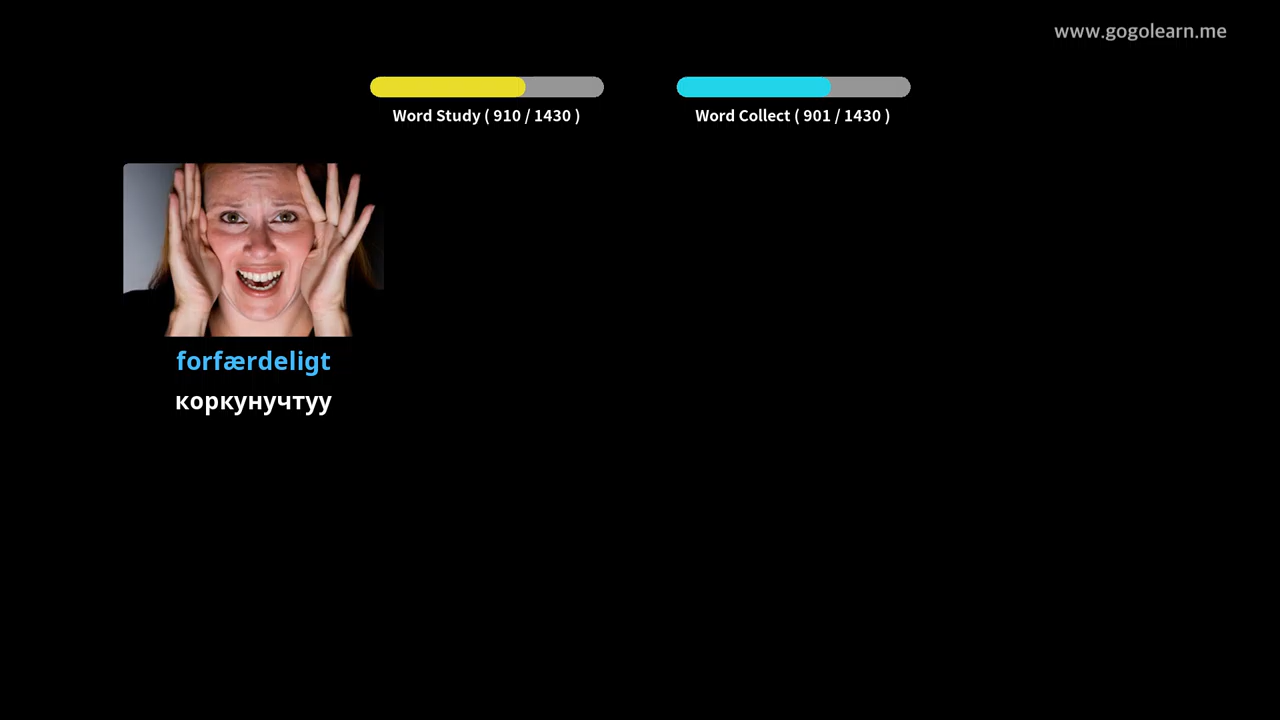 www.gogolearn.me
Word Study ( 910 / 1430 )
Word Collect ( 901 / 1430 )
forfærdeligt
коркунучтуу